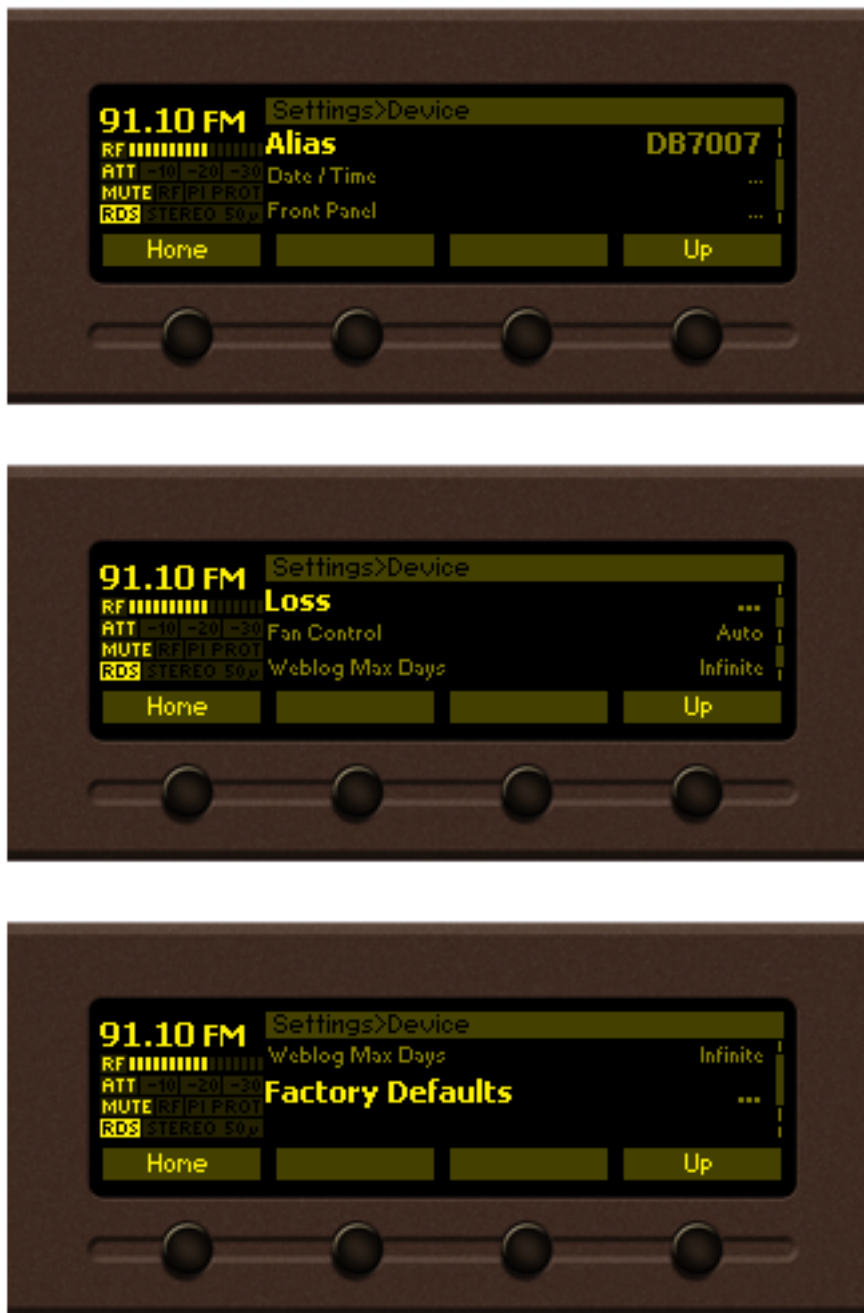 Settings>Device
91.10 FM
Alias DB7007
RF
ATT -10 -20 -30
Date / Time ...
MUTE RF PI PROT
RDS STEREO 50µ
Front Panel ...
Home Up
Settings>Device
91.10 FM
Loss ...
RF
ATT -10 -20 -30
Fan Control Auto
MUTE RF PI PROT
RDS STEREO 50µ
Weblog Max Days Infinite
Home Up
Settings>Device
91.10 FM
Weblog Max Days Infinite
RF
ATT -10 -20 -30
Factory Defaults ...
MUTE RF PI PROT
RDS STEREO 50µ
Home Up